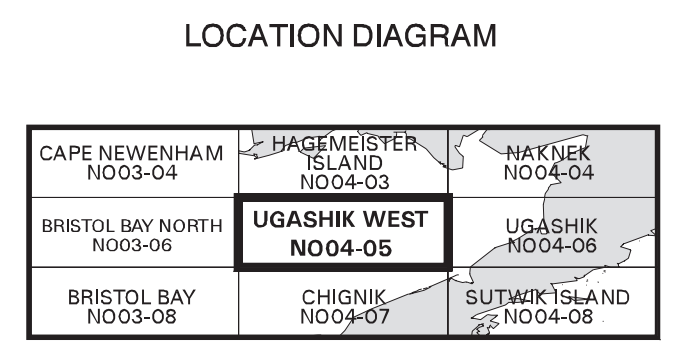 LOCATION DIAGRAM
CAPE NEWENHAM
NO03-04
HAGEMEISTER
ISLAND
NO04-03
NAKNEK
NO04-04
BRISTOL BAY NORTH
NO03-06
UGASHIK WEST
NO04-05
UGASHIK
NO04-06
BRISTOL BAY
NO03-08
CHIGNIK
NO04-07
SUTWIK ISLAND
NO04-08